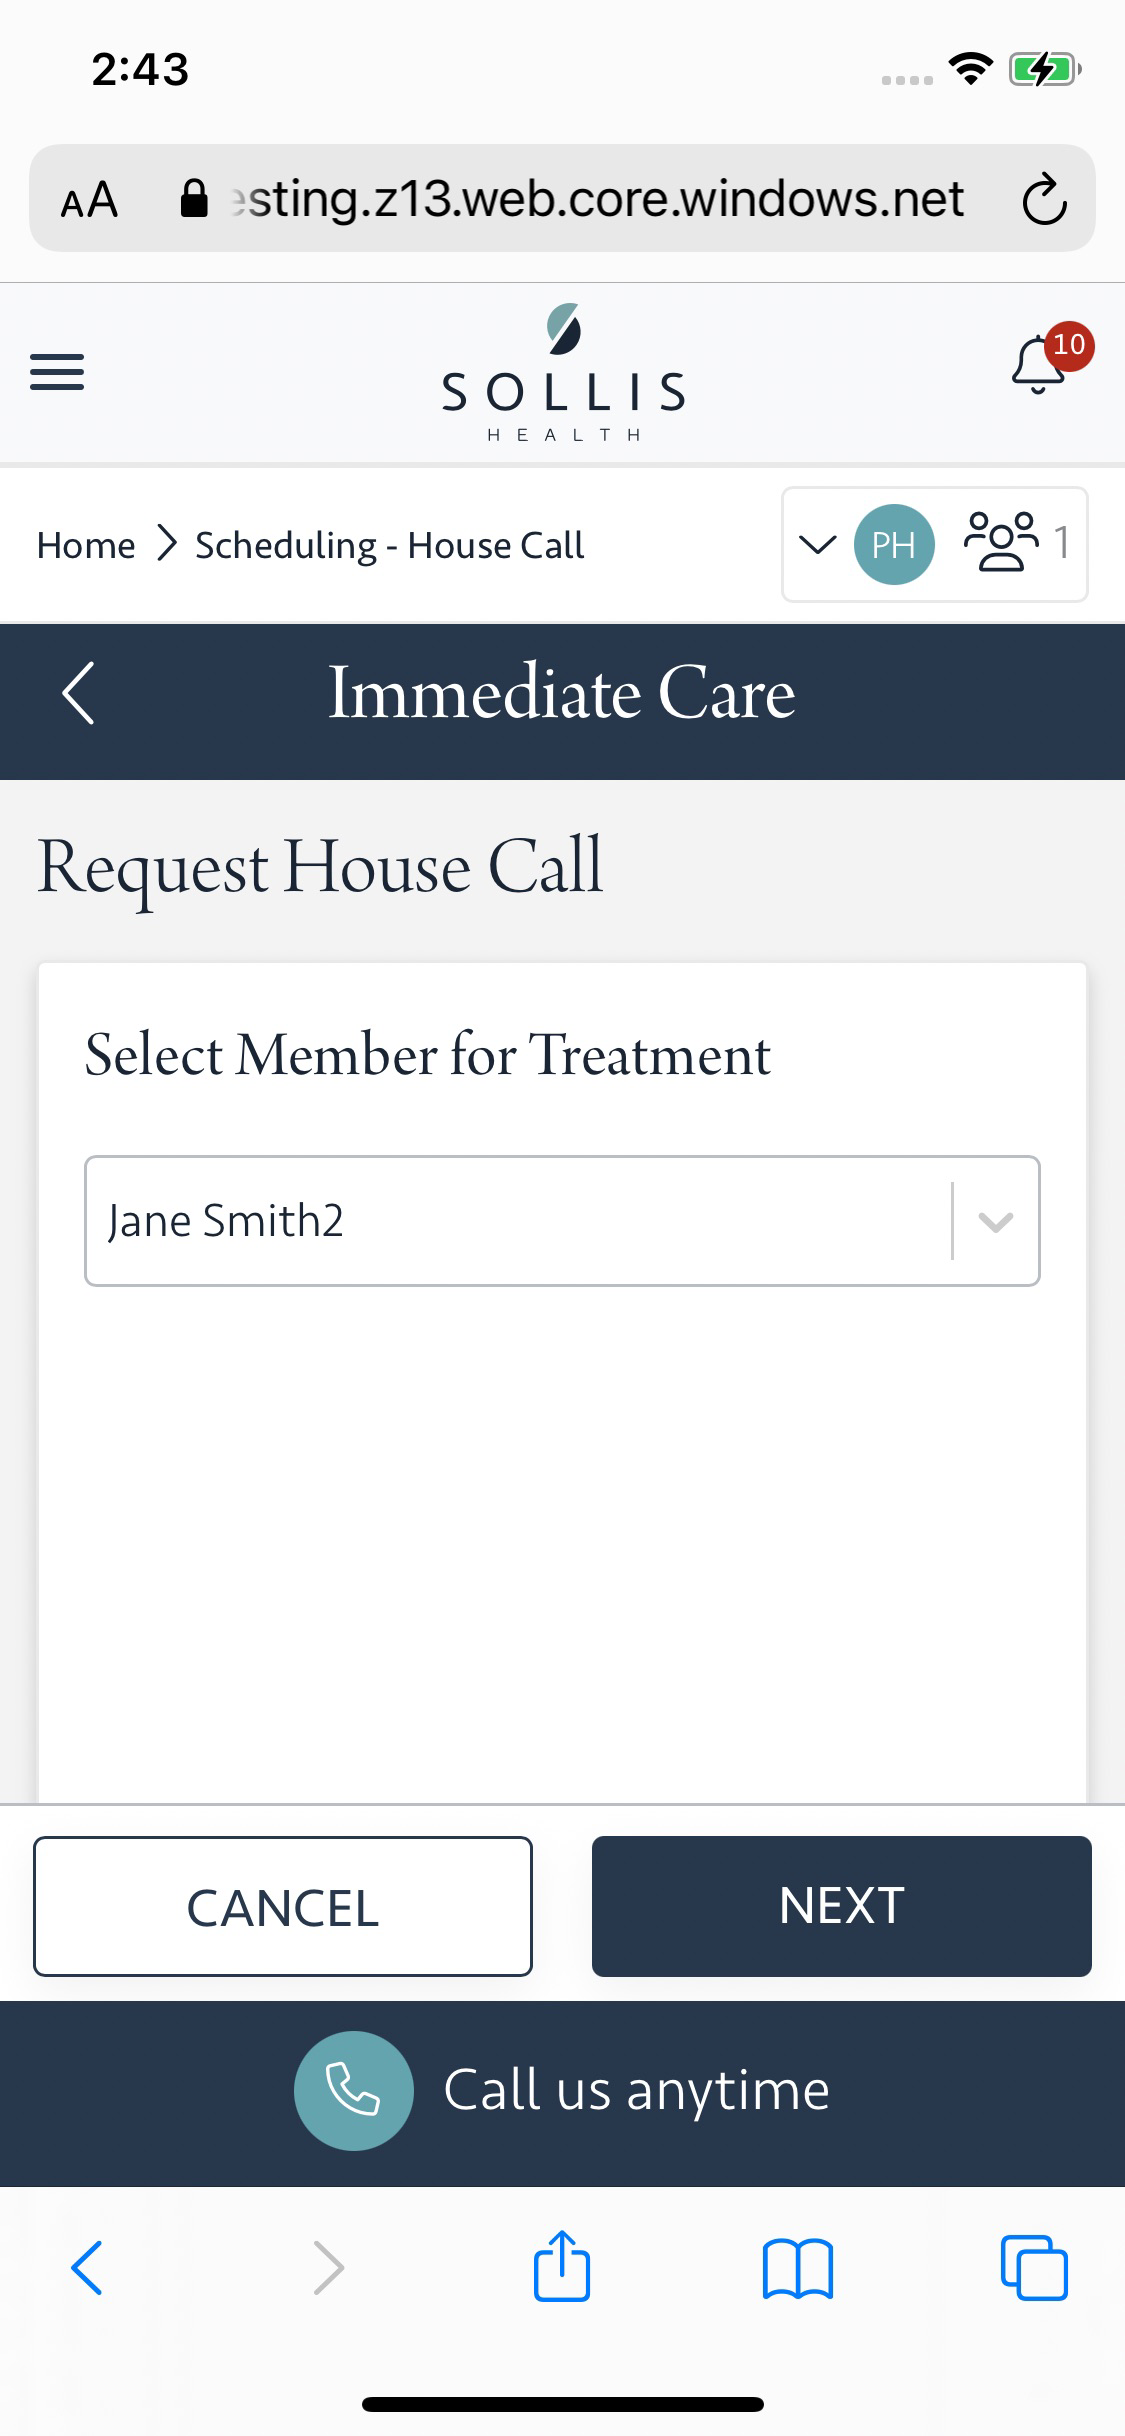 2:43
AA esting.z13.web.core.windows.net
SOLLIS
HEALTH
10
Home Scheduling - House Call PH 1
Immediate Care
Request House Call
Select Member for Treatment
Jane Smith2
CANCEL NEXT
Call us anytime